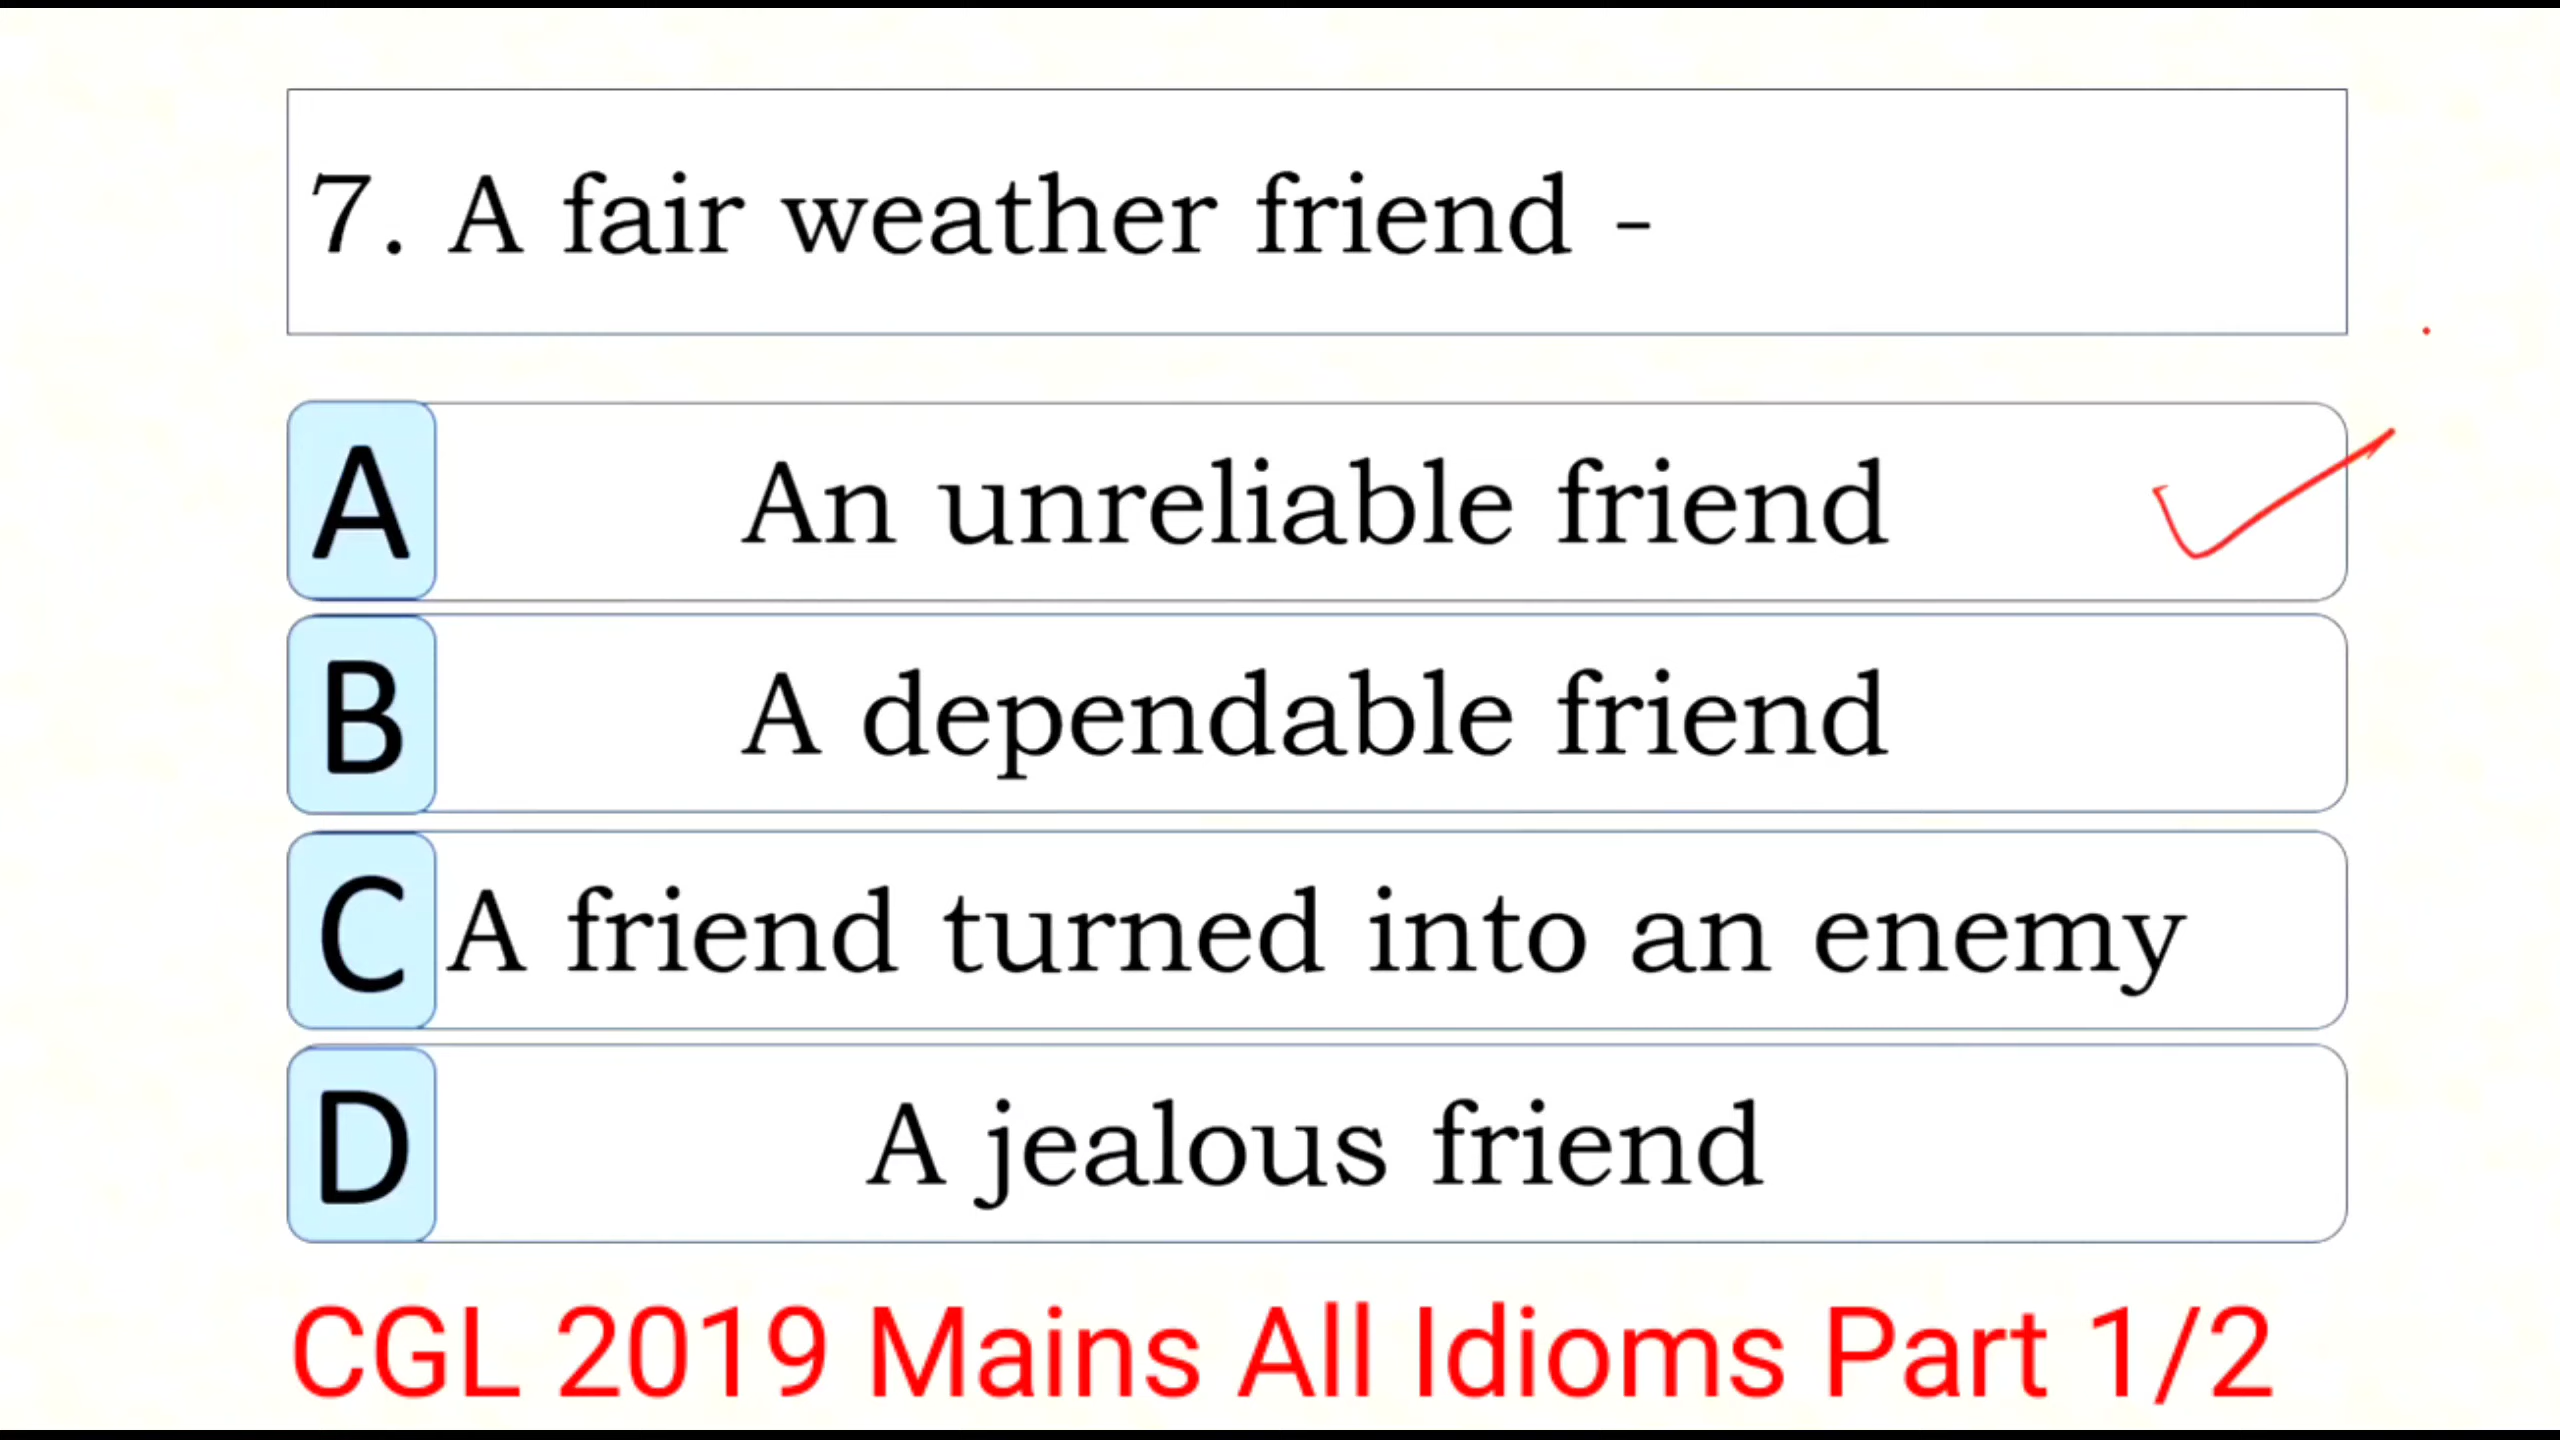 7. A fair weather friend -
A An unreliable friend
B A dependable friend
C A friend turned into an enemy
D A jealous friend
CGL 2019 Mains All Idioms Part 1/2